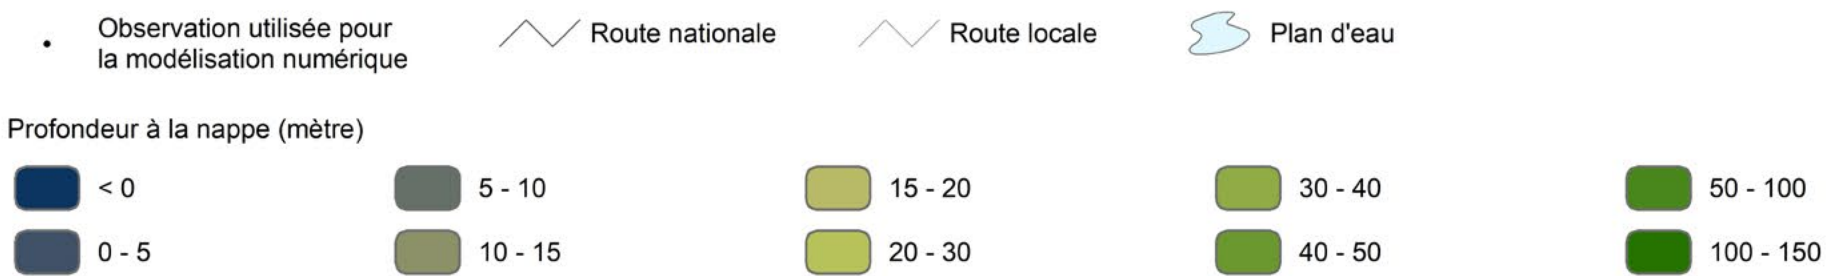 Observation utilisée pour
la modélisation numérique
Route nationale
Route locale
Plan d'eau
Profondeur à la nappe (mètre)
< 0
5 - 10
15 - 20
30 - 40
50 - 100
0 - 5
10 - 15
20 - 30
40 - 50
100 - 150